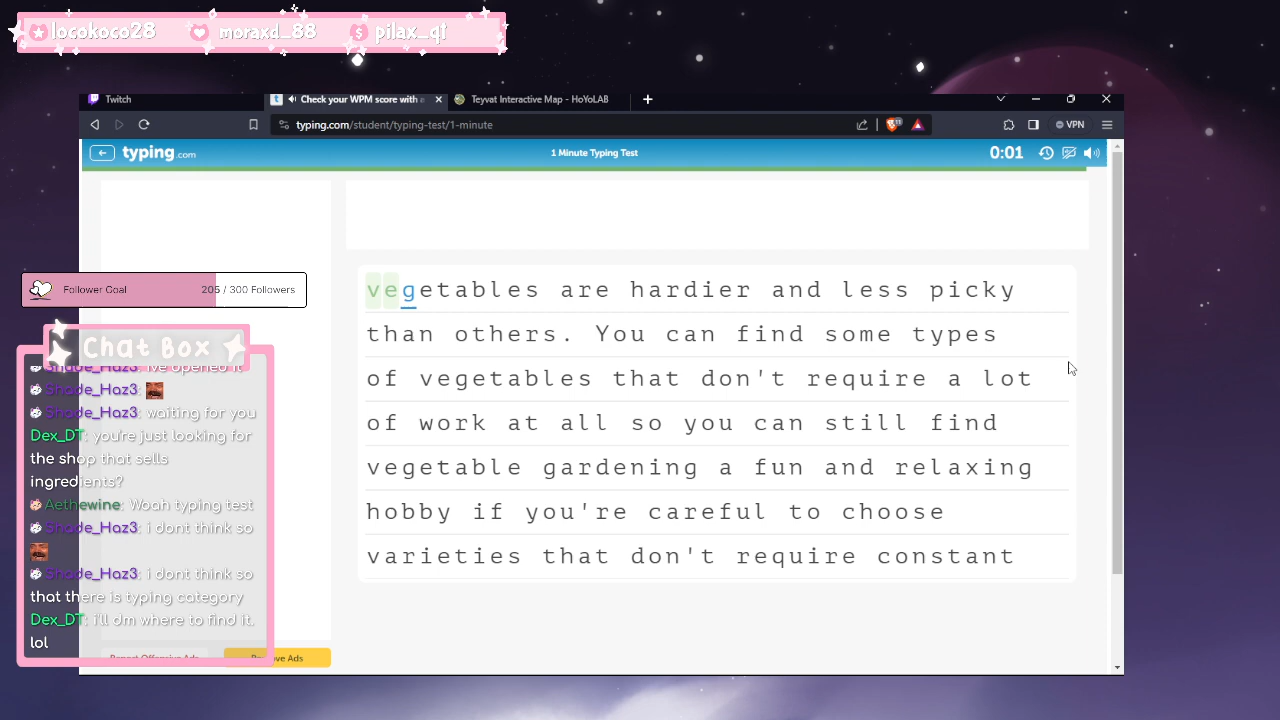 locokoco28 moraxd_88 pilax_qt
Twitch
Check your WPM score with a
Teyvat Interactive Map - HoYoLAB
typing.com/student/typing-test/1-minute
11
VPN
typing.com
1 Minute Typing Test
0:01
vegetables are hardier and less picky
than others. You can find some types
of vegetables that don't require a lot
of work at all so you can still find
vegetable gardening a fun and relaxing
hobby if you're careful to choose
varieties that don't require constant
Follower Goal
205 / 300 Followers
Chat Box
Shade_Haz3: ive opened it
Shade_Haz3:
Shade_Haz3: waiting for you
Dex_DT: you're just looking for
the shop that sells
ingredients?
Aethewine: Woah typing test
Shade_Haz3: i dont think so
Shade_Haz3: i dont think so
that there is typing category
Dex_DT: i'll dm where to find it.
lol
Report Offensive Ads
Remove Ads